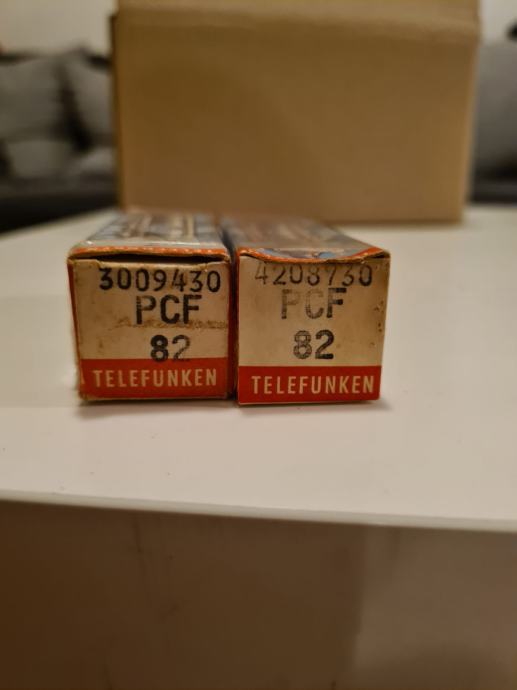 3009430
PCF
82
TELEFUNKEN
4208730
PCF
82
TELEFUNKEN